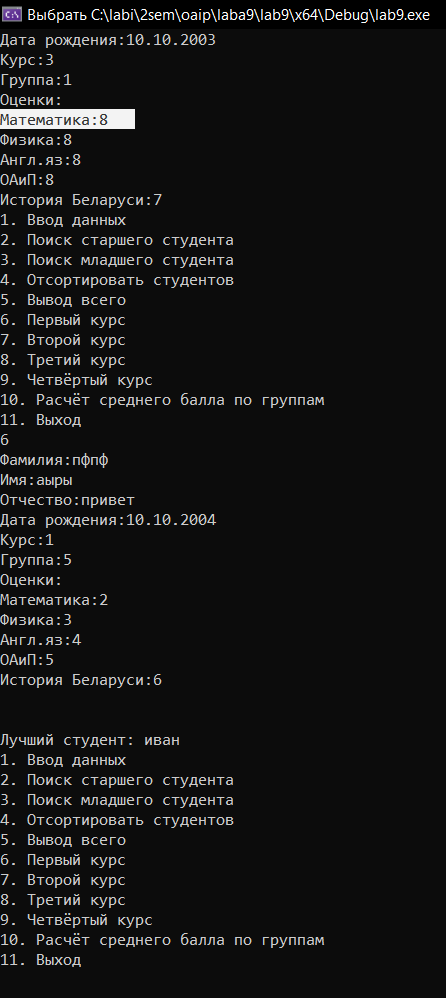 Выбрать C:\labi\2sem\oaip\laba9\lab9\x64\Debug\lab9.exe
Дата рождения:10.10.2003
Курс:3
Группа:1
Оценки:
Математика:8
Физика:8
Англ.яз:8
ОАиП:8
История Беларуси:7
1. Ввод данных
2. Поиск старшего студента
3. Поиск младшего студента
4. Отсортировать студентов
5. Вывод всего
6. Первый курс
7. Второй курс
8. Третий курс
9. Четвёртый курс
10. Расчёт среднего балла по группам
11. Выход
6
Фамилия:пфпф
Имя:аыры
Отчество:привет
Дата рождения:10.10.2004
Курс:1
Группа:5
Оценки:
Математика:2
Физика:3
Англ.яз:4
ОАиП:5
История Беларуси:6
Лучший студент: иван
1. Ввод данных
2. Поиск старшего студента
3. Поиск младшего студента
4. Отсортировать студентов
5. Вывод всего
6. Первый курс
7. Второй курс
8. Третий курс
9. Четвёртый курс
10. Расчёт среднего балла по группам
11. Выход